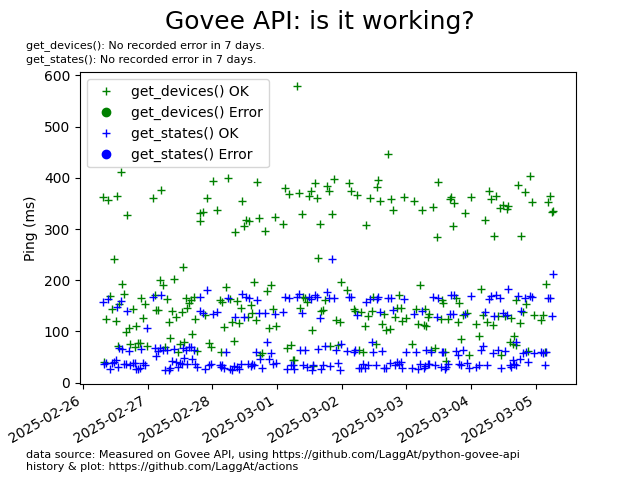 Govee API: is it working?
get_devices(): No recorded error in 7 days.
get_states(): No recorded error in 7 days.
600
500
400
300
200
100
0
Ping (ms)
get_devices() OK
get_devices() Error
get_states() OK
get_states() Error
2025-02-26
2025-02-27
2025-02-28
2025-03-01
2025-03-02
2025-03-03
2025-03-04
2025-03-05
data source: Measured on Govee API, using https://github.com/LaggAt/python-govee-api
history & plot: https://github.com/LaggAt/actions